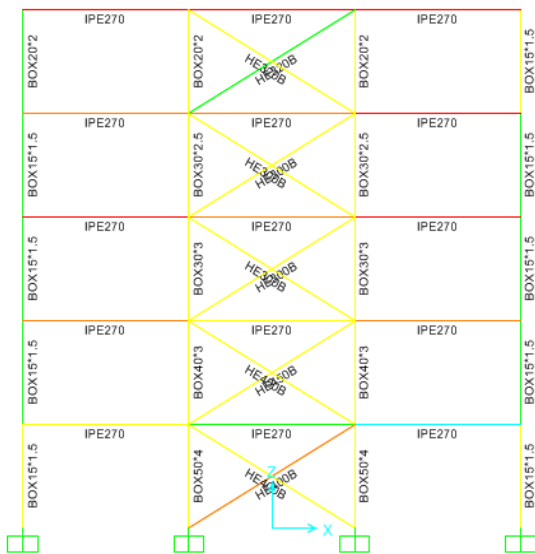 IPE270 IPE270 IPE270
BOX20*2 BOX20*2 BOX20*2 BOX15*1.5
IPE270 IPE270 IPE270
BOX15*1.5 BOX30*2.5 BOX30*2.5 BOX15*1.5
IPE270 IPE270 IPE270
BOX15*1.5 BOX30*3 BOX30*3 BOX15*1.5
IPE270 IPE270 IPE270
BOX15*1.5 BOX40*3 BOX40*3 BOX15*1.5
IPE270 IPE270 IPE270
BOX15*1.5 BOX50*4 BOX50*4 BOX15*1.5
Z
X